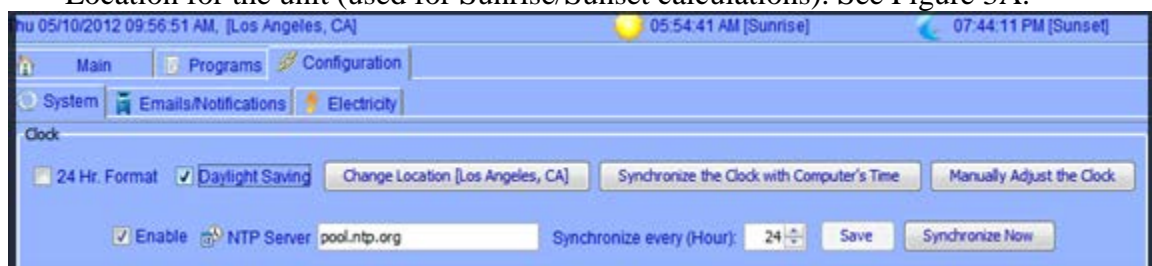 Location for the unit (used for Sunrise/Sunset calculations). See Figure 3A.
hu 05/10/2012 09:56:51 AM, [Los Angeles, CA] 05:54:41 AM [Sunrise] 07:44:11 PM [Sunset]
Main Programs Configuration
System Emails/Notifications Electricity
Clock
24 Hr. Format Daylight Saving Change Location [Los Angeles, CA] Synchronize the Clock with Computer's Time Manually Adjust the Clock
Enable NTP Server pool.ntp.org Synchronize every (Hour): 24 Save Synchronize Now